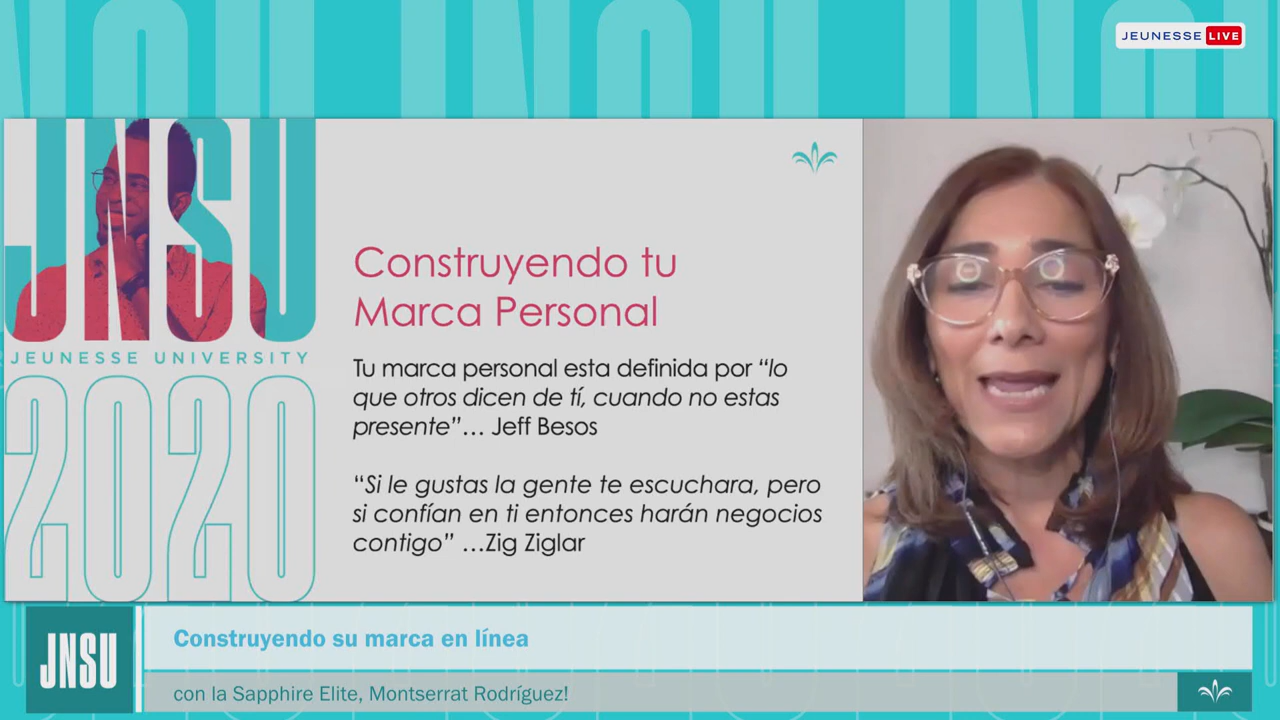 JEUNESSE LIVE
JNSU
JEUNESSE UNIVERSITY
2020
Construyendo tu
Marca Personal
Tu marca personal esta definida por “lo
que otros dicen de tí, cuando no estas
presente”... Jeff Besos
“Si le gustas la gente te escuchara, pero
si confían en ti entonces harán negocios
contigo” ...Zig Ziglar
JNSU
Construyendo su marca en línea
con la Sapphire Elite, Montserrat Rodríguez!